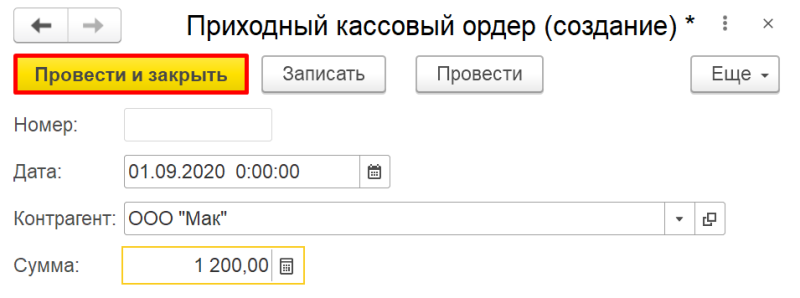 Приходный кассовый ордер (создание) *
Провести и закрыть Записать Провести Еще
Номер:
Дата: 01.09.2020 0:00:00
Контрагент: ООО "Мак"
Сумма: 1 200,00